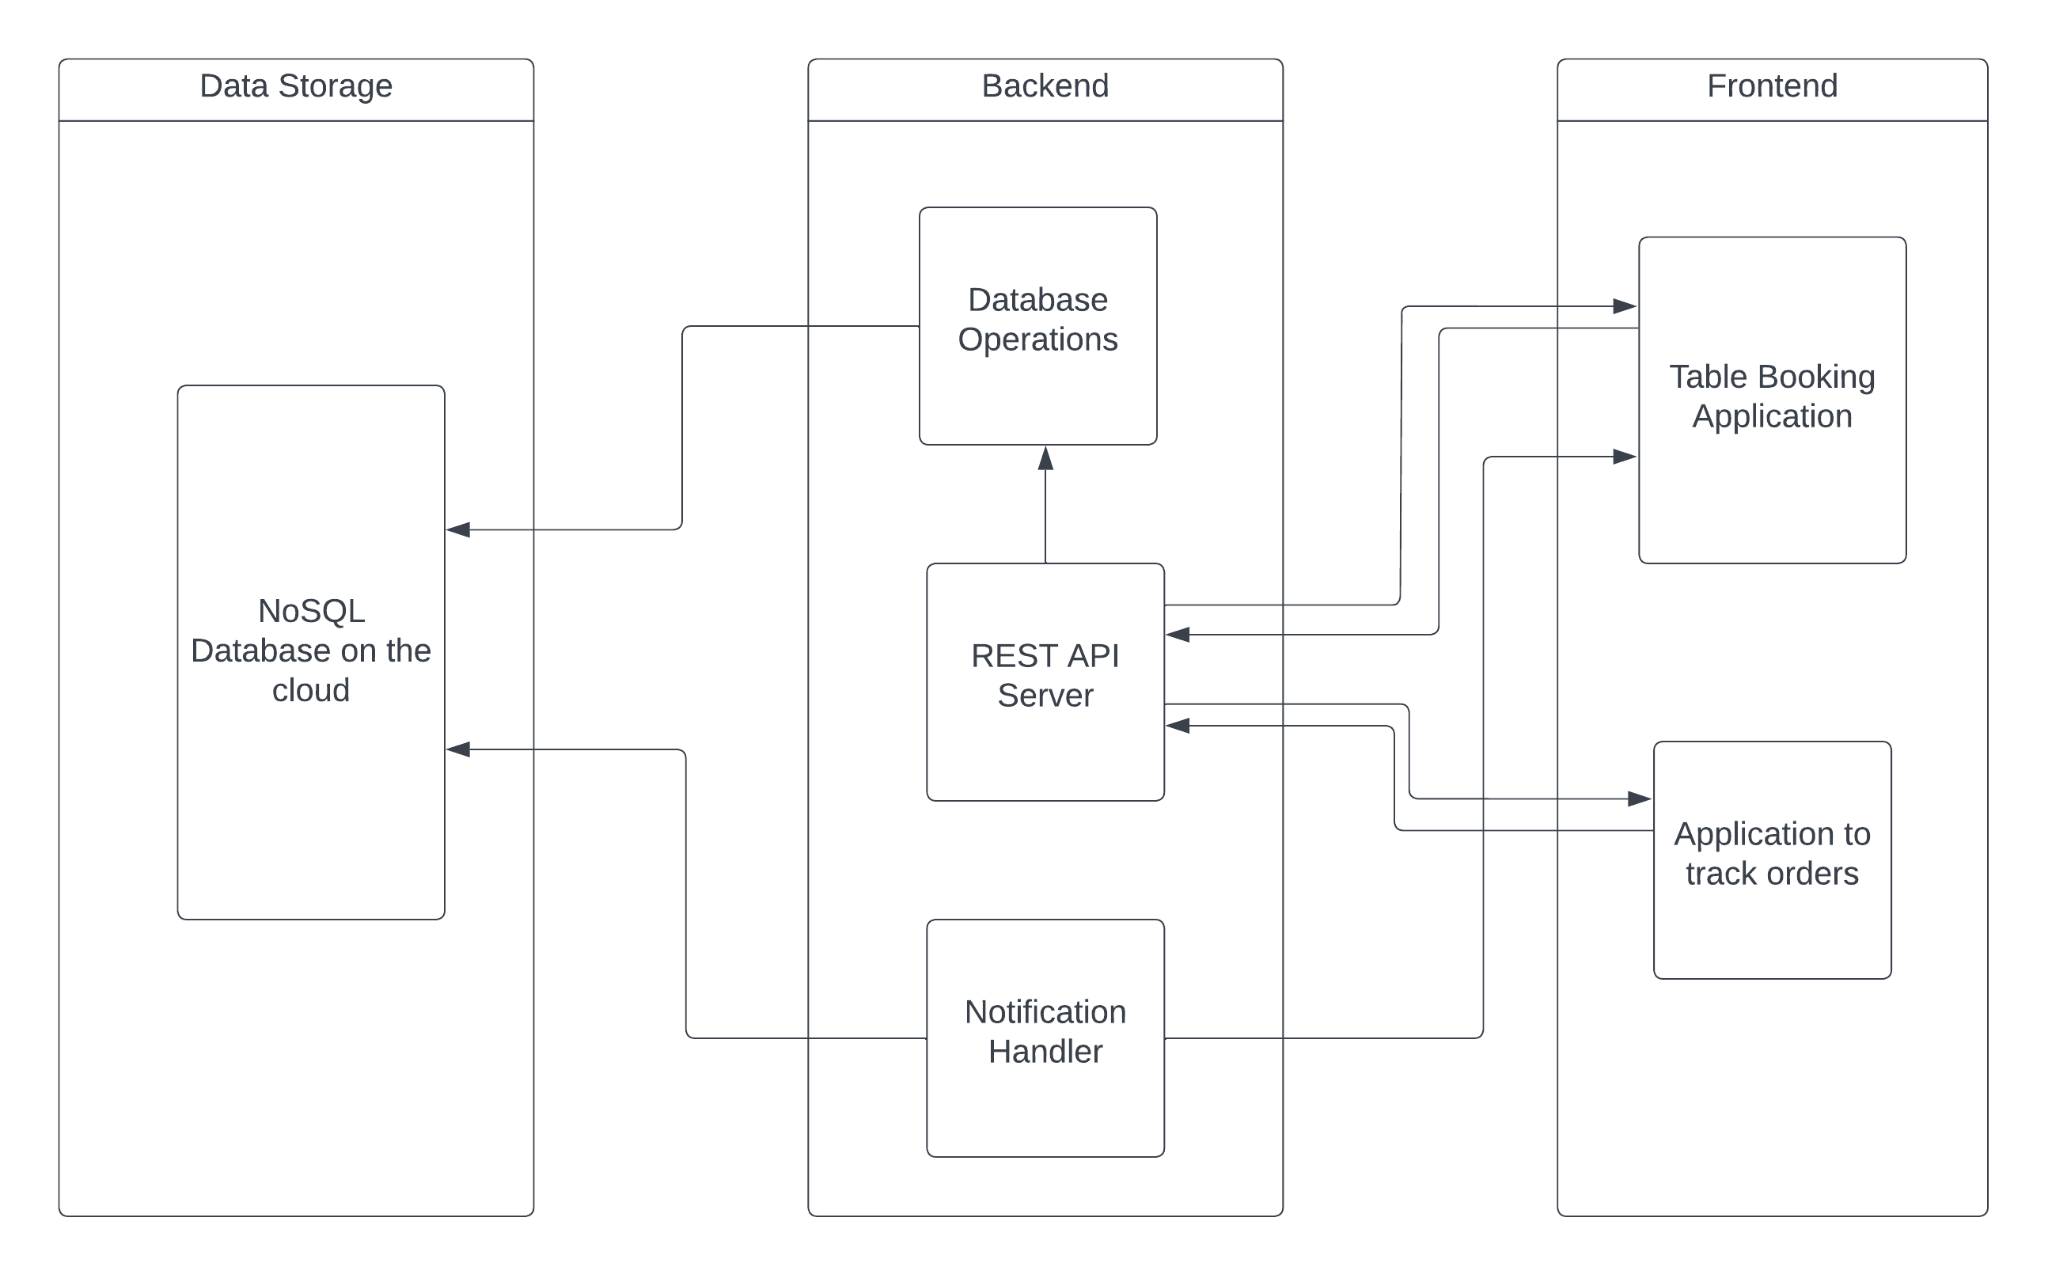 Data Storage
Backend
Frontend
NoSQL
Database on the
cloud
Database
Operations
REST API
Server
Notification
Handler
Table Booking
Application
Application to
track orders